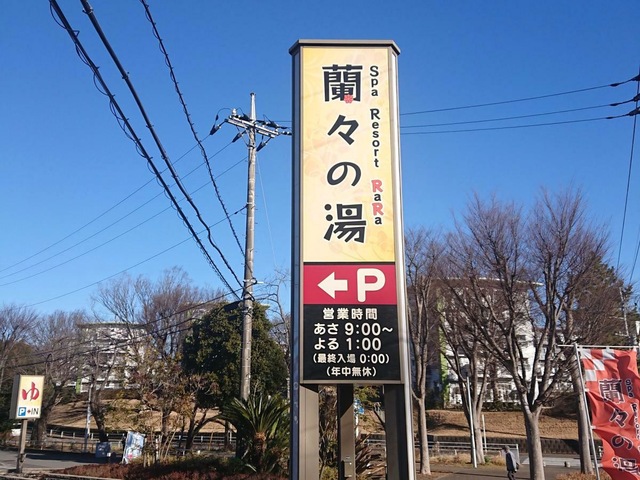 蘭々の湯
Spa Resort RaRa
←P
営業時間
あさ 9:00~
よる 1:00
(最終入場 0:00)
(年中無休)
ゆ
P→IN
蘭々の湯